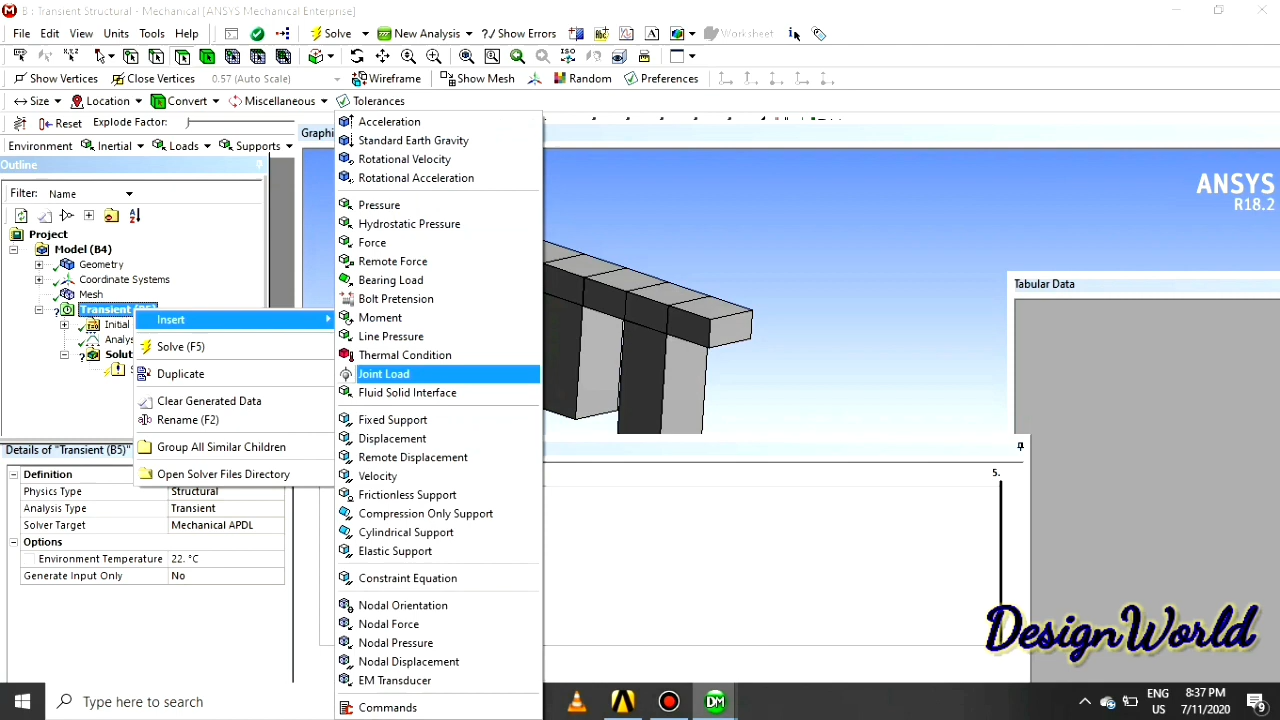 B : Transient Structural - Mechanical [ANSYS Mechanical Enterprise]
File Edit View Units Tools Help Solve New Analysis ?/ Show Errors Worksheet
Show Vertices Close Vertices 0.57 (Auto Scale) Wireframe Show Mesh Random Preferences
Size Location Convert Miscellaneous Tolerances
Reset Explode Factor:
Environment Inertial Loads Supports
Outline
Filter: Name
Project
Model (B4)
Geometry
Coordinate Systems
Mesh
Transient
Initial
Analys
Solut
S
Insert
Solve (F5)
Duplicate
Clear Generated Data
Rename (F2)
Group All Similar Children
Open Solver Files Directory
Acceleration
Standard Earth Gravity
Rotational Velocity
Rotational Acceleration
Pressure
Hydrostatic Pressure
Force
Remote Force
Bearing Load
Bolt Pretension
Moment
Line Pressure
Thermal Condition
Joint Load
Fluid Solid Interface
Fixed Support
Displacement
Remote Displacement
Velocity
Frictionless Support
Compression Only Support
Cylindrical Support
Elastic Support
Constraint Equation
Nodal Orientation
Nodal Force
Nodal Pressure
Nodal Displacement
EM Transducer
Commands
Graphi
ANSYS
R18.2
Tabular Data
5.
Details of "Transient (B5)"
Definition
Physics Type Structural
Analysis Type Transient
Solver Target Mechanical APDL
Options
Environment Temperature 22. °C
Generate Input Only No
DesignWorld
Type here to search
DM
ENG
US
8:37 PM
7/11/2020
9